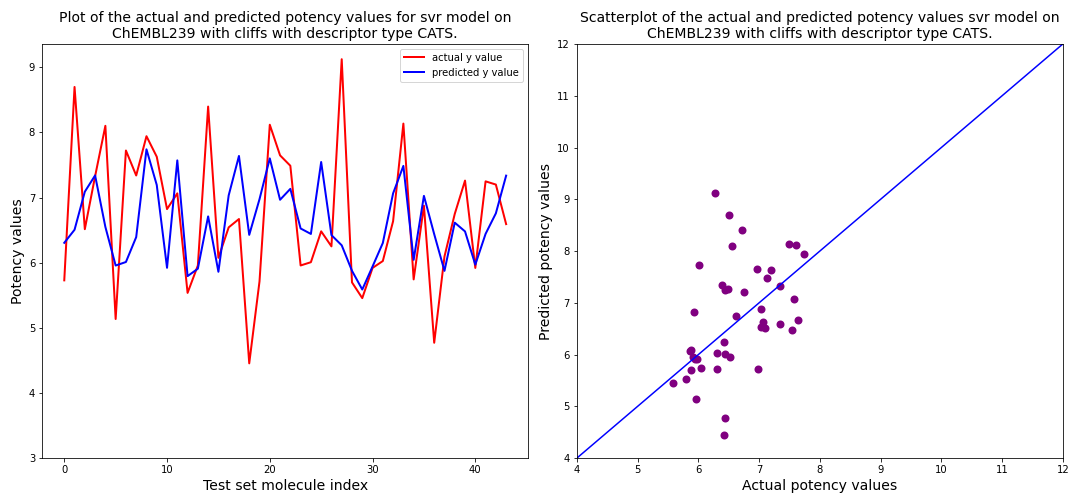 Plot of the actual and predicted potency values for svr model on
ChEMBL239 with cliffs with descriptor type CATS.
actual y value
predicted y value
9
8
7
6
5
4
3
Potency values
0 10 20 30 40
Test set molecule index
Scatterplot of the actual and predicted potency values svr model on
ChEMBL239 with cliffs with descriptor type CATS.
12
11
10
9
8
7
6
5
4
Predicted potency values
4 5 6 7 8 9 10 11 12
Actual potency values